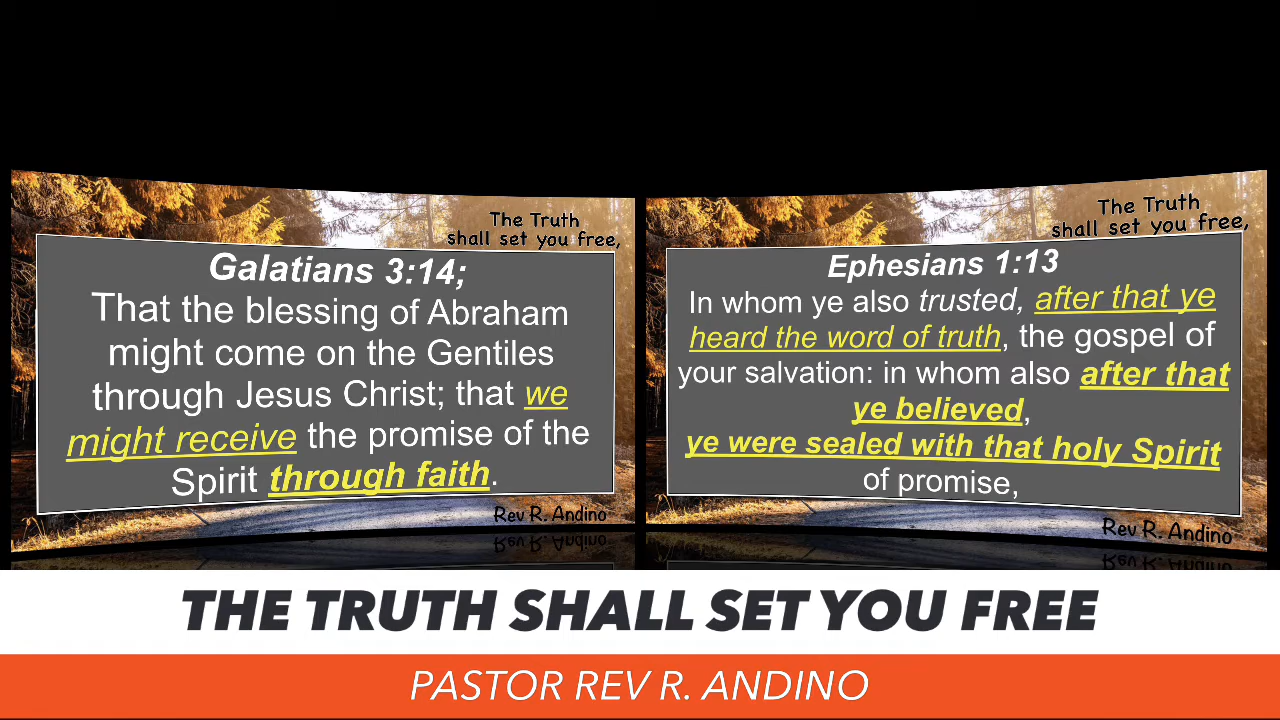 The Truth
shall set you free,
Galatians 3:14;
That the blessing of Abraham
might come on the Gentiles
through Jesus Christ; that we
might receive the promise of the
Spirit through faith.
Rev R. Andino
Rev R. Andino
The Truth
shall set you free,
Ephesians 1:13
In whom ye also trusted, after that ye
heard the word of truth, the gospel of
your salvation: in whom also after that
ye believed,
ye were sealed with that holy Spirit
of promise,
Rev R. Andino
Rev R. Andino
THE TRUTH SHALL SET YOU FREE
PASTOR REV R. ANDINO